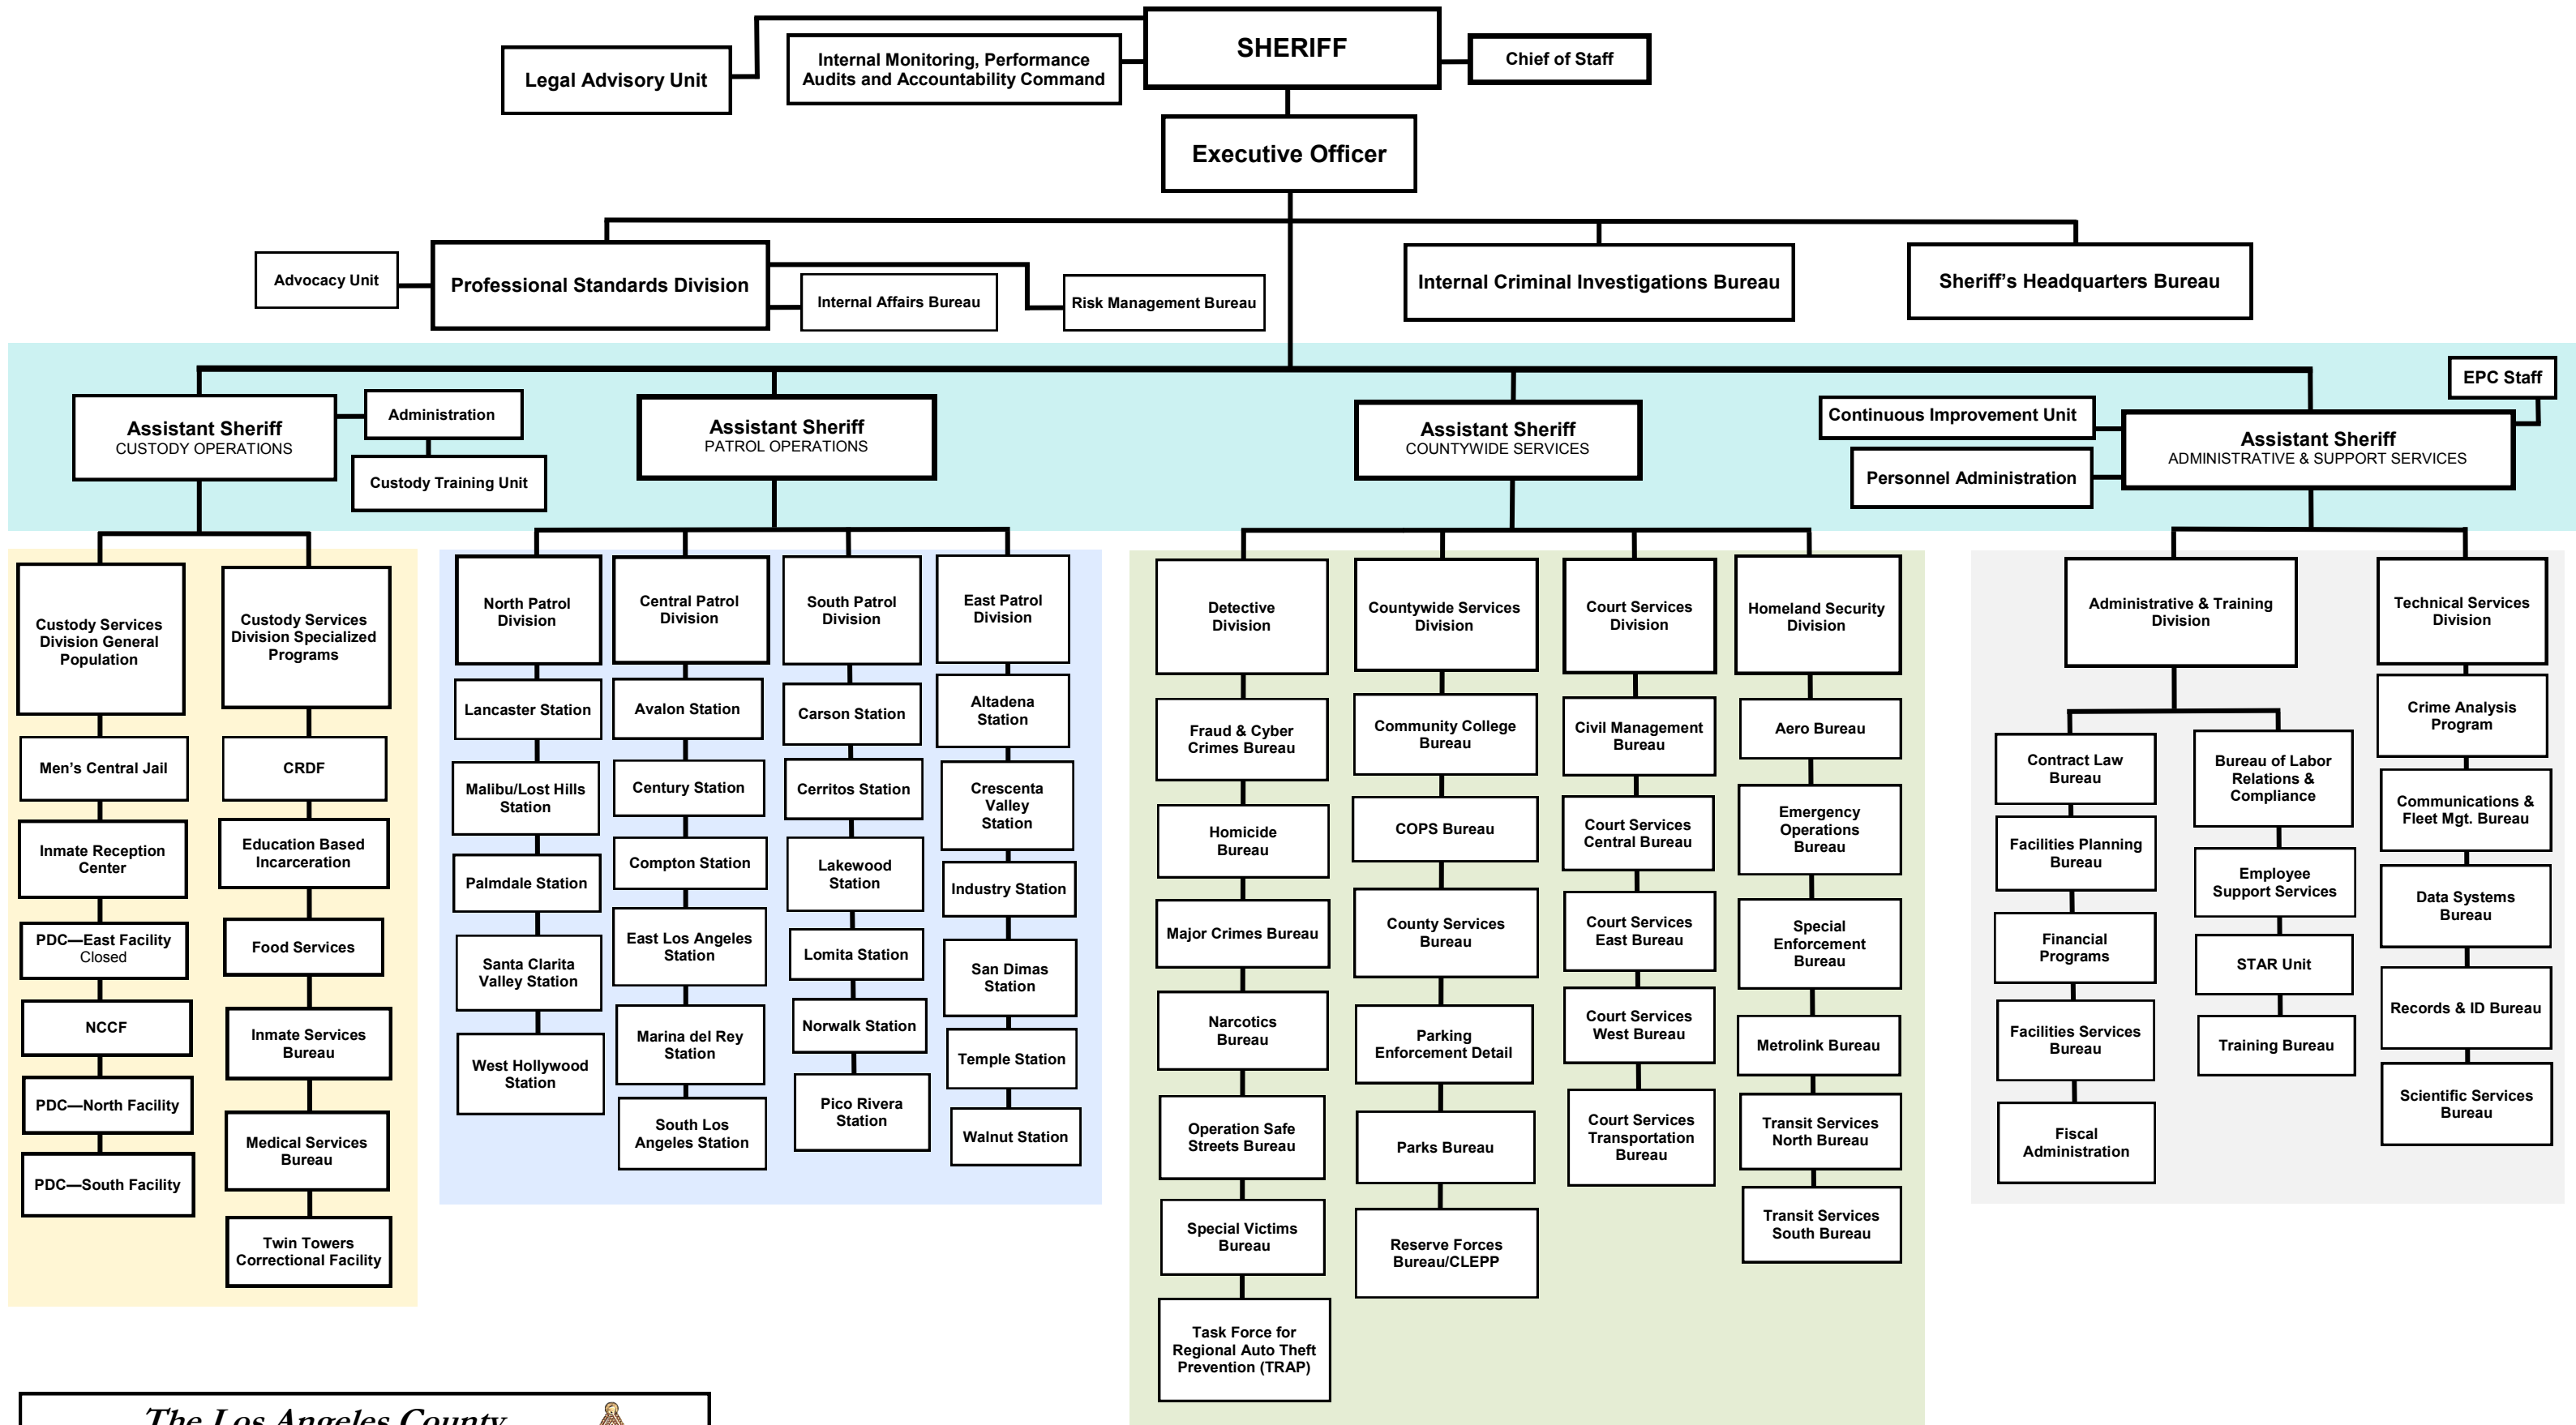 SHERIFF
Legal Advisory Unit
Internal Monitoring, Performance
Audits and Accountability Command
Chief of Staff
Executive Officer
Advocacy Unit
Professional Standards Division
Internal Affairs Bureau
Risk Management Bureau
Internal Criminal Investigations Bureau
Sheriff’s Headquarters Bureau
Assistant Sheriff
CUSTODY OPERATIONS
Administration
Custody Training Unit
Assistant Sheriff
PATROL OPERATIONS
Assistant Sheriff
COUNTYWIDE SERVICES
EPC Staff
Continuous Improvement Unit
Personnel Administration
Assistant Sheriff
ADMINISTRATIVE & SUPPORT SERVICES
Custody Services
Division General
Population
Men’s Central Jail
Inmate Reception
Center
PDC—East Facility
Closed
NCCF
PDC—North Facility
PDC—South Facility
Custody Services
Division Specialized
Programs
CRDF
Education Based
Incarceration
Food Services
Inmate Services
Bureau
Medical Services
Bureau
Twin Towers
Correctional Facility
North Patrol
Division
Lancaster Station
Malibu/Lost Hills
Station
Palmdale Station
Santa Clarita
Valley Station
West Hollywood
Station
Central Patrol
Division
Avalon Station
Century Station
Compton Station
East Los Angeles
Station
Marina del Rey
Station
South Los
Angeles Station
South Patrol
Division
Carson Station
Cerritos Station
Lakewood
Station
Lomita Station
Norwalk Station
Pico Rivera
Station
East Patrol
Division
Altadena
Station
Crescenta
Valley
Station
Industry Station
San Dimas
Station
Temple Station
Walnut Station
Detective
Division
Fraud & Cyber
Crimes Bureau
Homicide
Bureau
Major Crimes Bureau
Narcotics
Bureau
Operation Safe
Streets Bureau
Special Victims
Bureau
Task Force for
Regional Auto Theft
Prevention (TRAP)
Countywide Services
Division
Community College
Bureau
COPS Bureau
County Services
Bureau
Parking
Enforcement Detail
Parks Bureau
Reserve Forces
Bureau/CLEPP
Court Services
Division
Civil Management
Bureau
Court Services
Central Bureau
Court Services
East Bureau
Court Services
West Bureau
Court Services
Transportation
Bureau
Homeland Security
Division
Aero Bureau
Emergency
Operations
Bureau
Special
Enforcement
Bureau
Metrolink Bureau
Transit Services
North Bureau
Transit Services
South Bureau
Administrative & Training
Division
Contract Law
Bureau
Facilities Planning
Bureau
Financial
Programs
Facilities Services
Bureau
Fiscal
Administration
Bureau of Labor
Relations &
Compliance
Employee
Support Services
STAR Unit
Training Bureau
Technical Services
Division
Crime Analysis
Program
Communications &
Fleet Mgt. Bureau
Data Systems
Bureau
Records & ID Bureau
Scientific Services
Bureau
The Los Angeles County